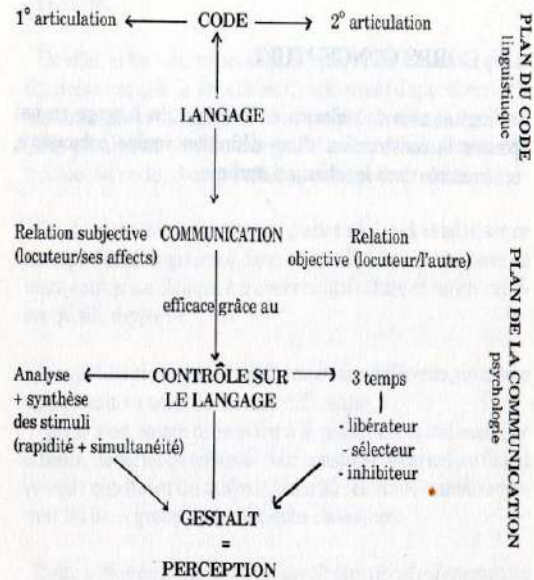 1° articulation CODE 2° articulation
PLAN DU CODE
linguistique
LANGAGE
Relation subjective COMMUNICATION Relation
(locuteur/ses affects) objective (locuteur/l'autre)
efficace grâce au
PLAN DE LA COMMUNICATION
psychologie
Analyse CONTRÔLE SUR 3 temps
+ synthèse LE LANGAGE
des stimuli - libérateur
(rapidité + simultanéité) - sélecteur
- inhibiteur
GESTALT
=
PERCEPTION